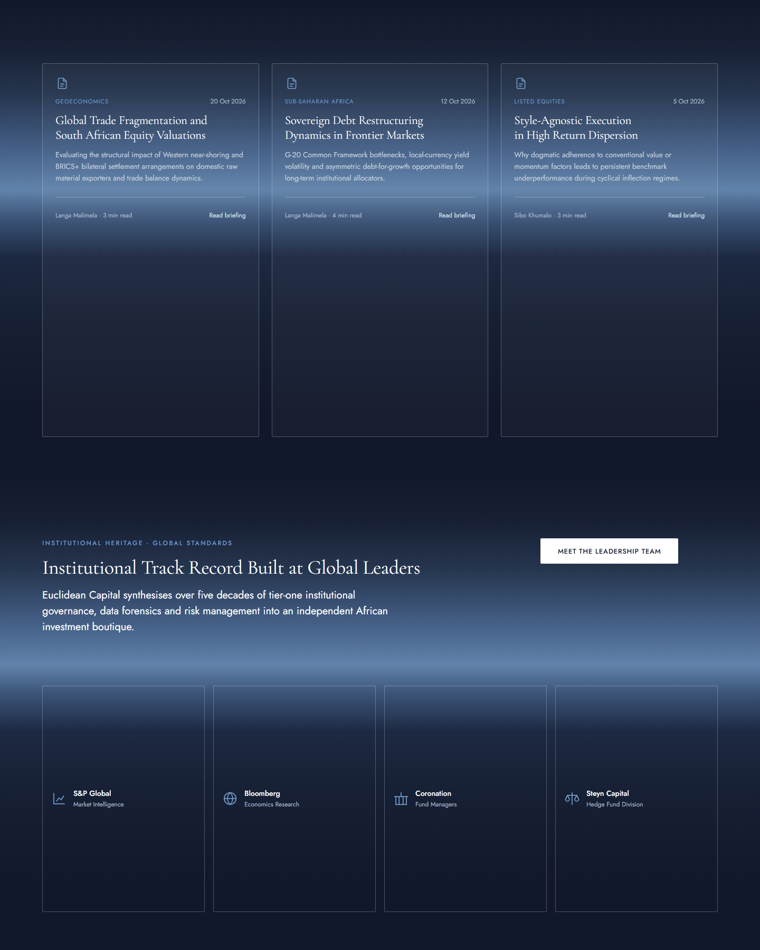 GEOECONOMICS 20 Oct 2026
Global Trade Fragmentation and
South African Equity Valuations
Evaluating the structural impact of Western near-shoring and
BRICS+ bilateral settlement arrangements on domestic raw
material exporters and trade balance dynamics.
Langa Malimela · 3 min read Read briefing
SUB-SAHARAN AFRICA 12 Oct 2026
Sovereign Debt Restructuring
Dynamics in Frontier Markets
G-20 Common Framework bottlenecks, local-currency yield
volatility and asymmetric debt-for-growth opportunities for
long-term institutional allocators.
Langa Malimela · 4 min read Read briefing
LISTED EQUITIES 5 Oct 2026
Style-Agnostic Execution
in High Return Dispersion
Why dogmatic adherence to conventional value or
momentum factors leads to persistent benchmark
underperformance during cyclical inflection regimes.
Sibo Khumalo · 3 min read Read briefing
INSTITUTIONAL HERITAGE · GLOBAL STANDARDS
Institutional Track Record Built at Global Leaders
Euclidean Capital synthesises over five decades of tier-one institutional
governance, data forensics and risk management into an independent African
investment boutique.
MEET THE LEADERSHIP TEAM
S&P Global
Market Intelligence
Bloomberg
Economics Research
Coronation
Fund Managers
Steyn Capital
Hedge Fund Division